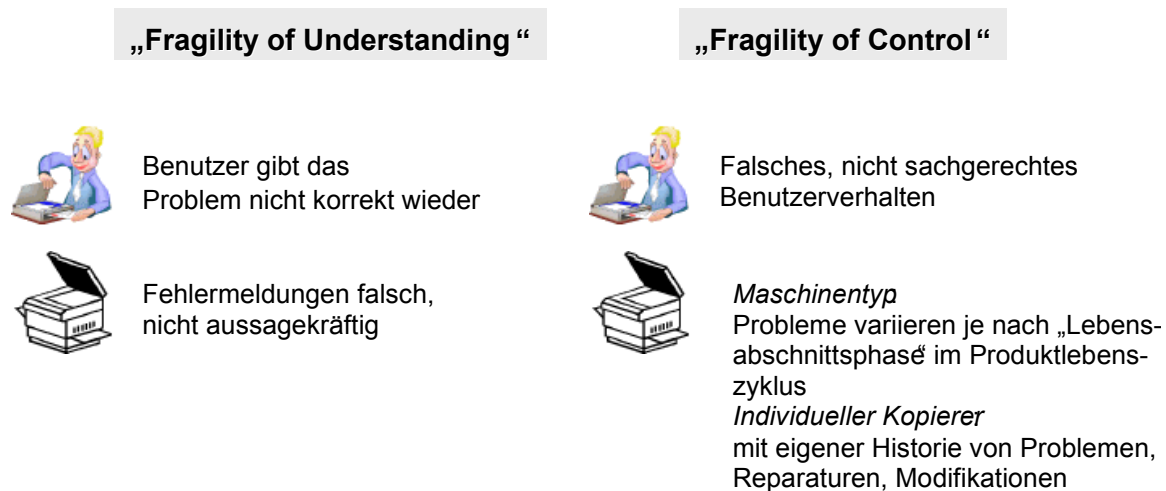 „Fragility of Understanding “
„Fragility of Control “
Benutzer gibt das
Problem nicht korrekt wieder
Falsches, nicht sachgerechtes
Benutzerverhalten
Fehlermeldungen falsch,
nicht aussagekräftig
Maschinentyp:
Probleme variieren je nach „Lebens-
abschnittsphase“ im Produktlebens-
zyklus
Individueller Kopierer:
mit eigener Historie von Problemen,
Reparaturen, Modifikationen